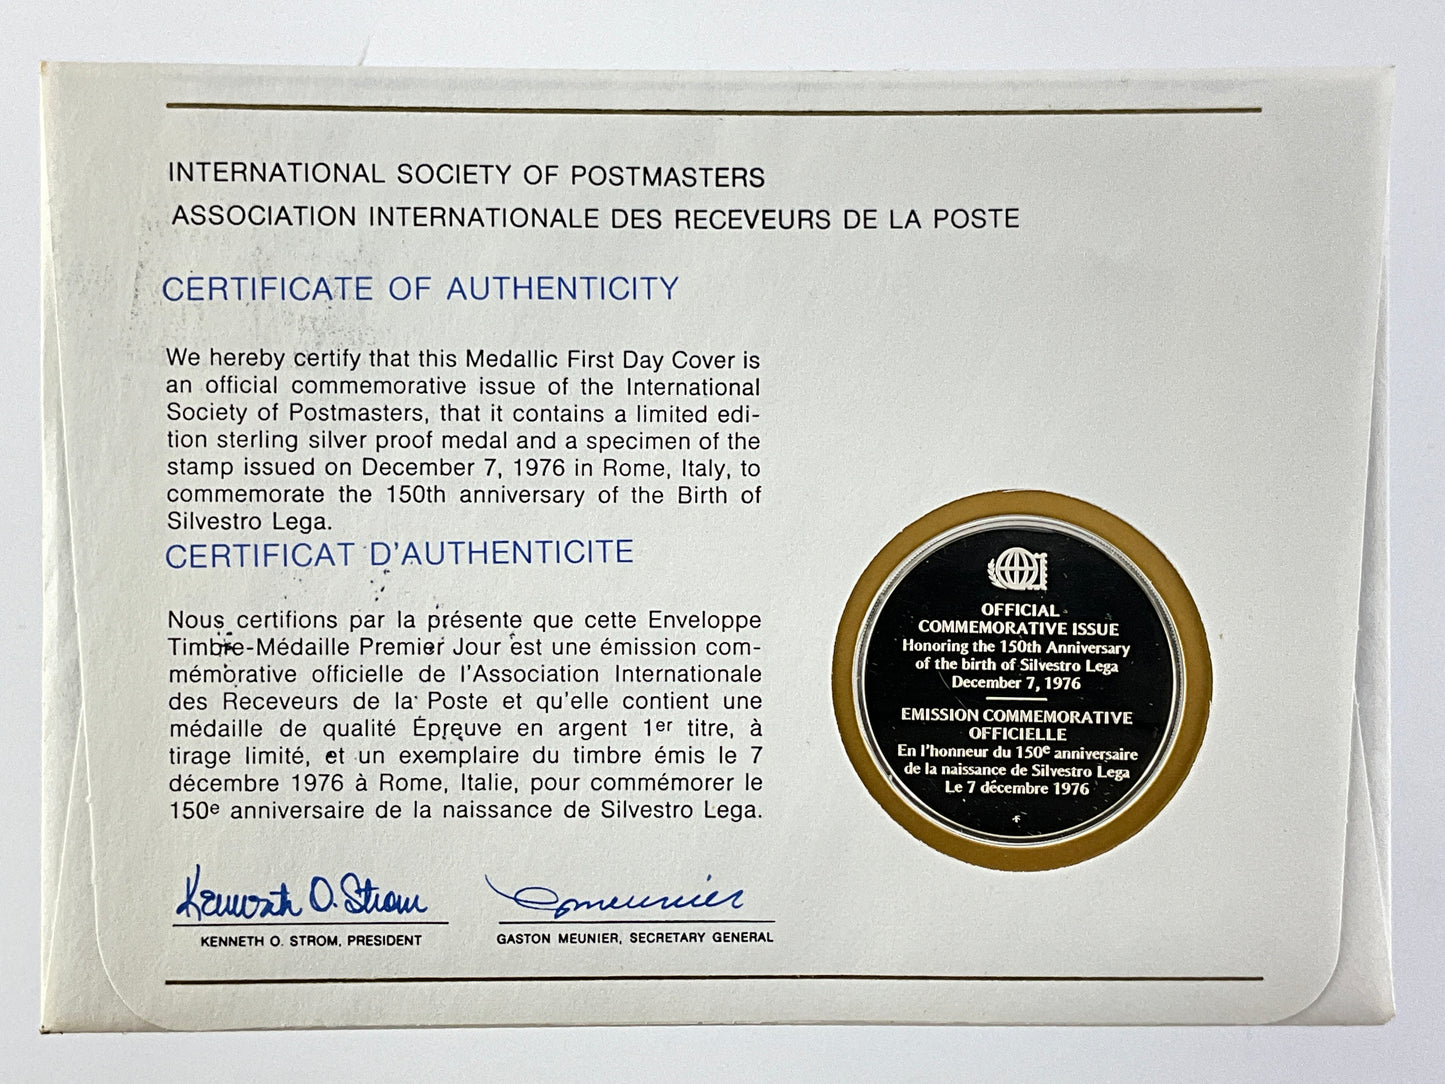 INTERNATIONAL SOCIETY OF POSTMASTERS
ASSOCIATION INTERNATIONALE DES RECEVEURS DE LA POSTE
CERTIFICATE OF AUTHENTICITY
We hereby certify that this Medallic First Day Cover is
an official commemorative issue of the International
Society of Postmasters, that it contains a limited edi-
tion sterling silver proof medal and a specimen of the
stamp issued on December 7, 1976 in Rome, Italy, to
commemorate the 150th anniversary of the Birth of
Silvestro Lega.
CERTIFICAT D'AUTHENTICITE
Nous certifions par la présente que cette Enveloppe
Timbre-Médaille Premier Jour est une émission com-
mémorative officielle de l'Association Internationale
des Receveurs de la Poste et qu'elle contient une
médaille de qualité Épreuve en argent 1er titre, à
tirage limité, et un exemplaire du timbre émis le 7
décembre 1976 à Rome, Italie, pour commémorer le
150e anniversaire de la naissance de Silvestro Lega.
Kenneth O. Strom
KENNETH O. STROM, PRESIDENT
GMeunier
GASTON MEUNIER, SECRETARY GENERAL
OFFICIAL
COMMEMORATIVE ISSUE
Honoring the 150th Anniversary
of the birth of Silvestro Lega
December 7, 1976
EMISSION COMMEMORATIVE
OFFICIELLE
En l'honneur du 150e anniversaire
de la naissance de Silvestro Lega
Le 7 décembre 1976